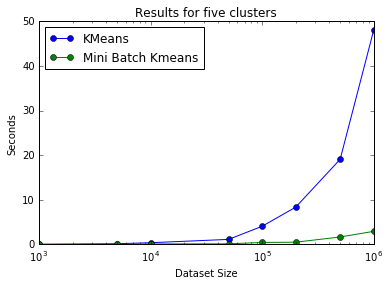 Results for five clusters
KMeans
Mini Batch Kmeans
50
40
30
20
10
0
Seconds
10^3 10^4 10^5 10^6
Dataset Size